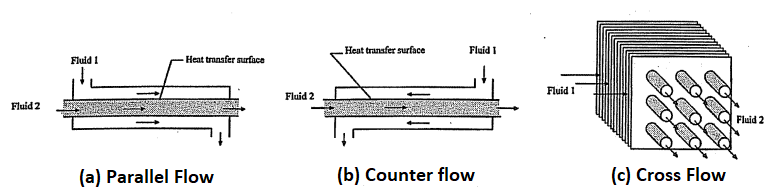 Fluid 1
Heat transfer surface
Fluid 2
(a) Parallel Flow
Heat transfer surface
Fluid 1
Fluid 2
(b) Counter flow
Fluid 1
Fluid 2
(c) Cross Flow